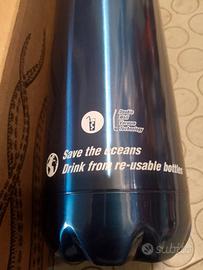 Double
Wall
Vacuum
Technology
Save the oceans
Drink from re-usable bottles
subito